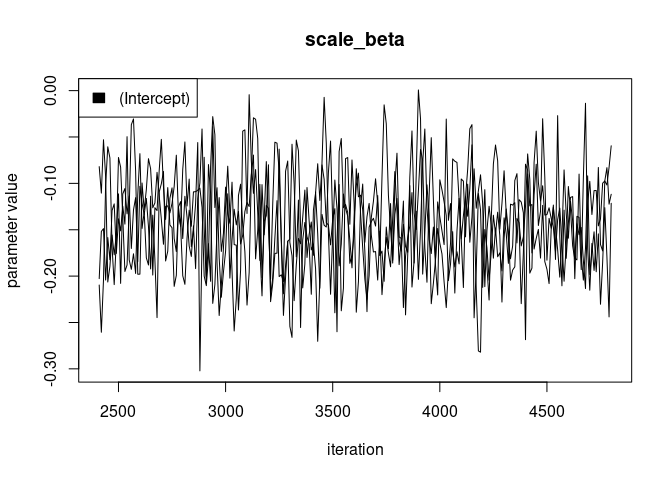 scale_beta
(Intercept)
0.00
-0.10
-0.20
-0.30
parameter value
2500 3000 3500 4000 4500
iteration